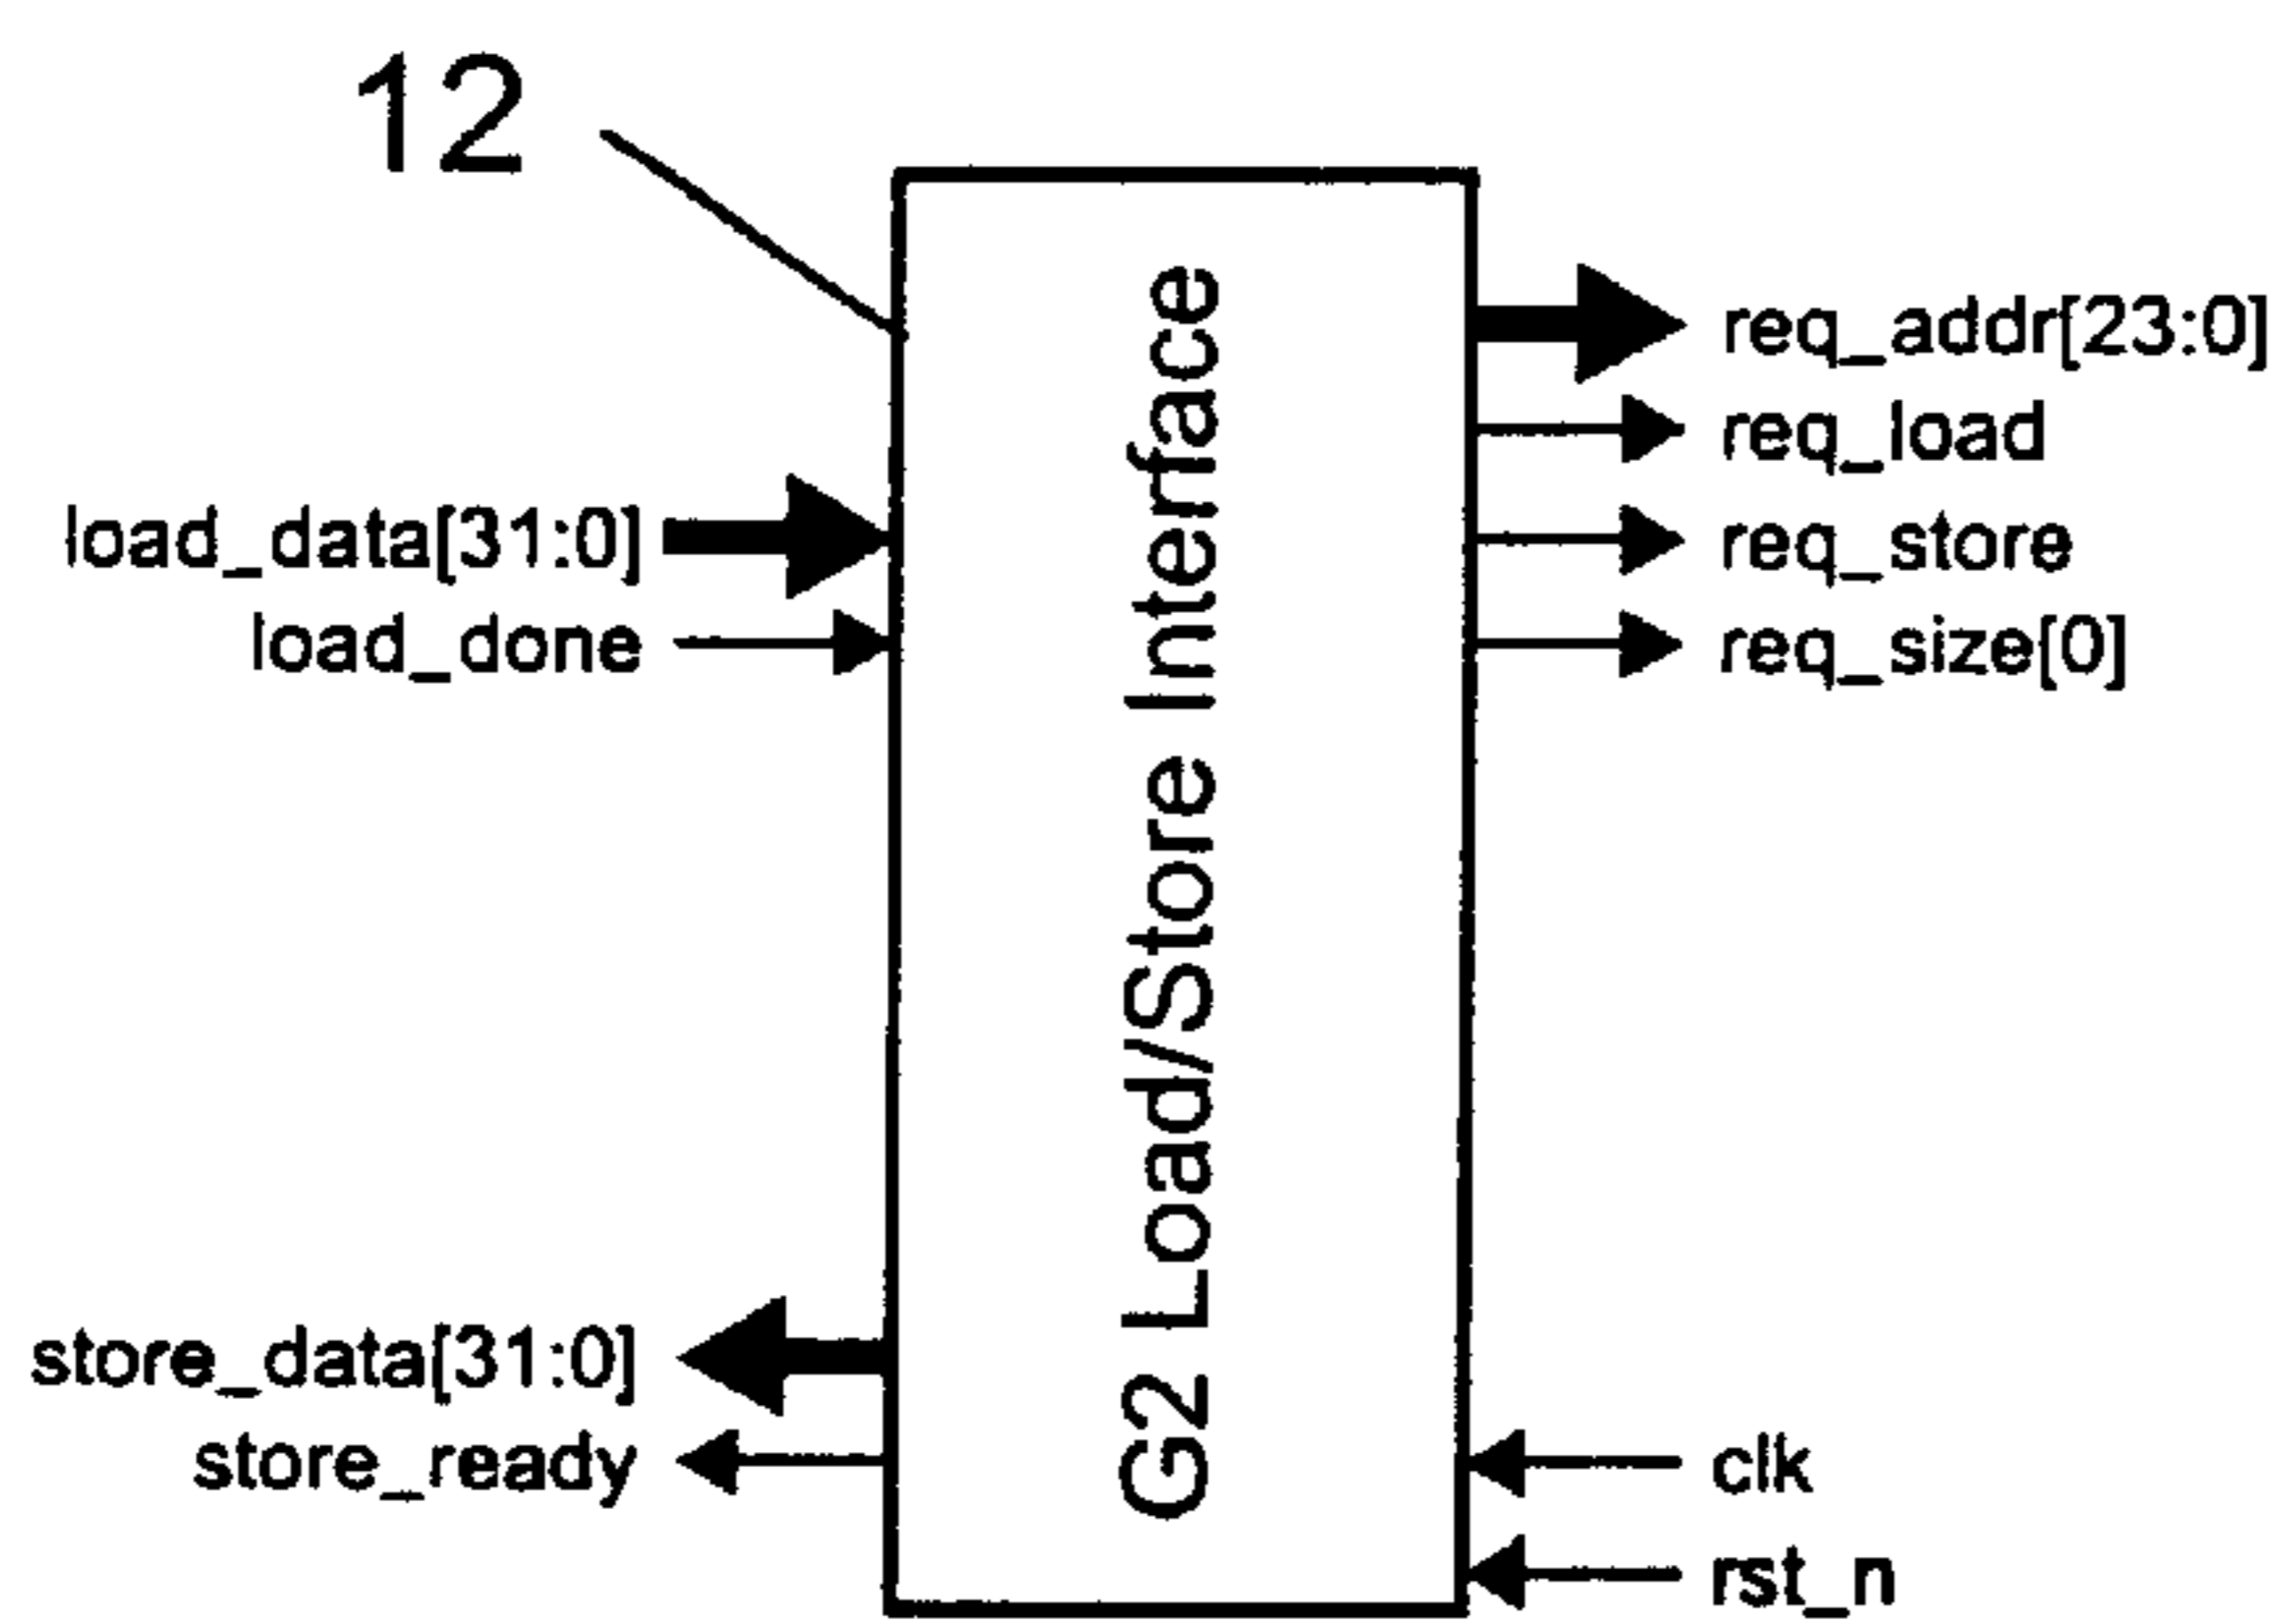 12
G2 Load/Store Interface
req_addr[23:0]
req_load
load_data[31:0]
req_store
load_done
req_size[0]
store_data[31:0]
store_ready
clk
rst_n